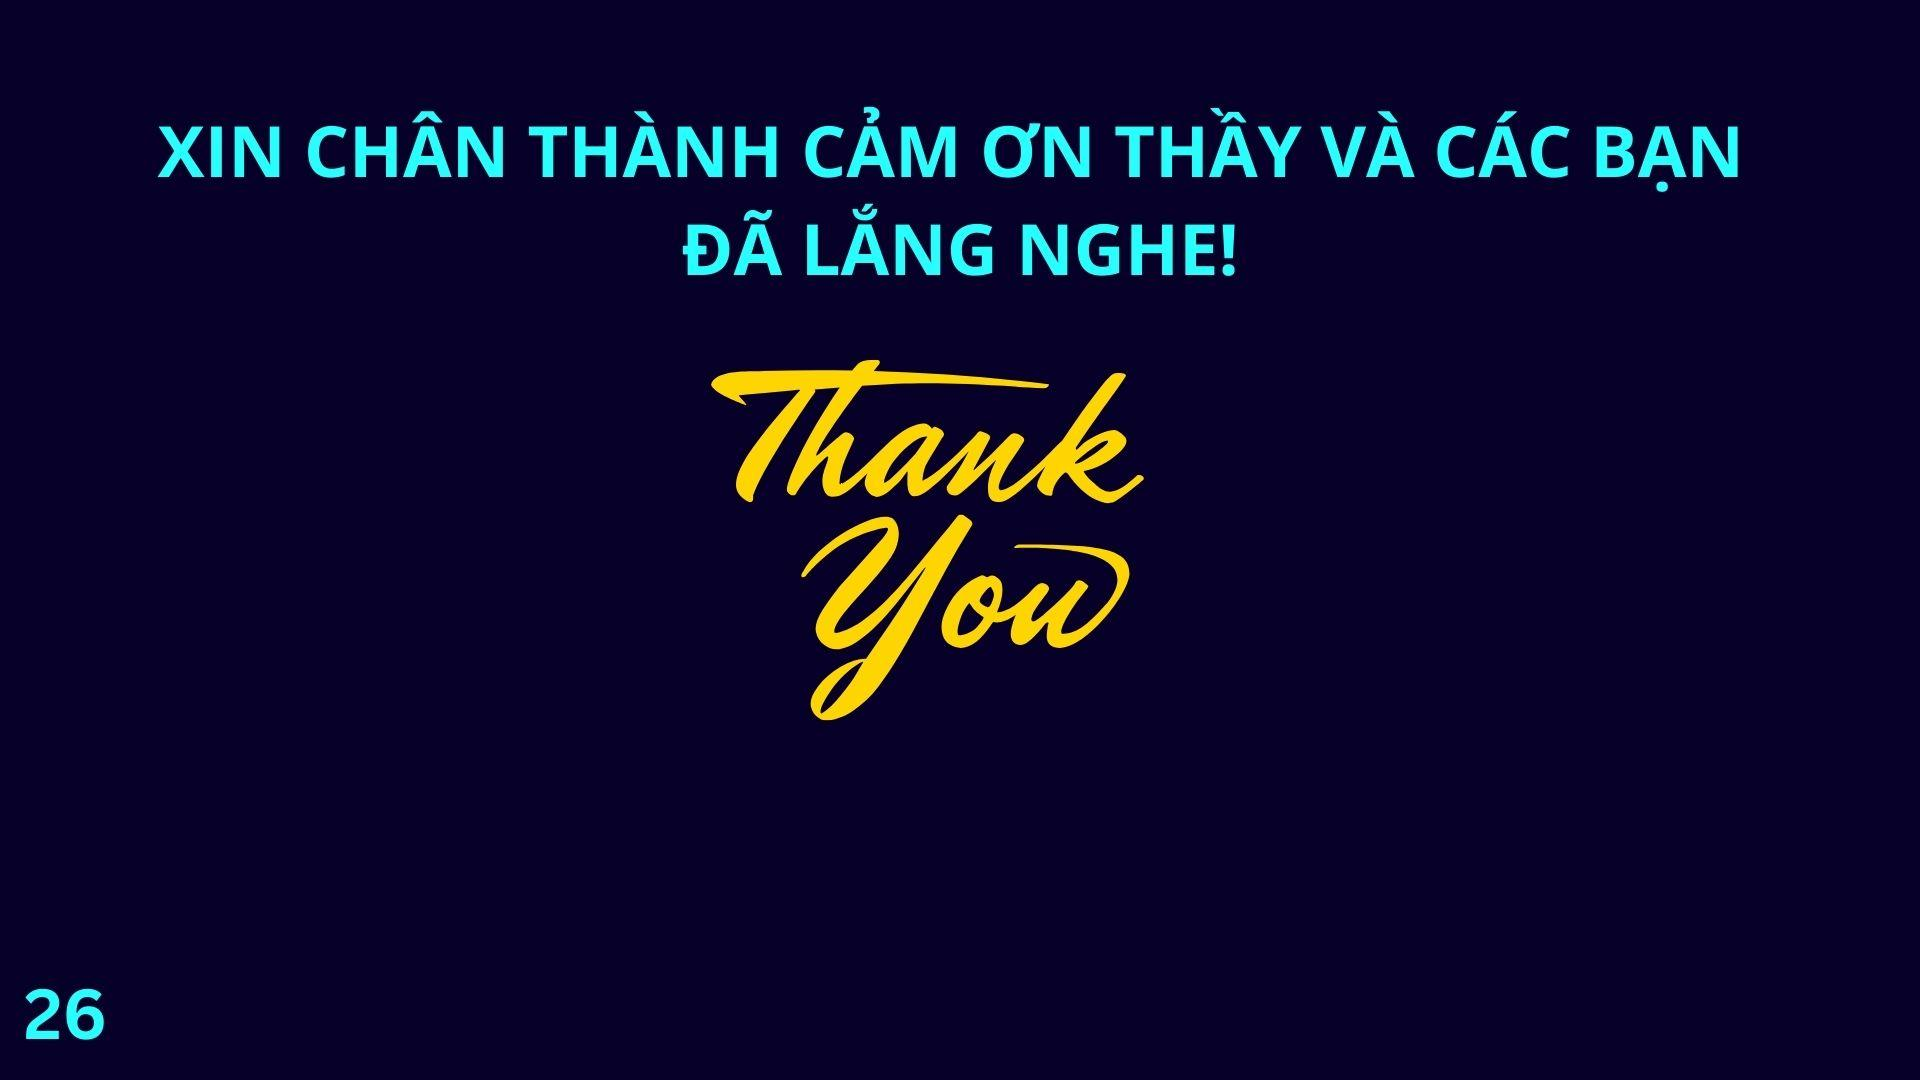 XIN CHÂN THÀNH CẢM ƠN THẦY VÀ CÁC BẠN
ĐÃ LẮNG NGHE!
Thank
You
26